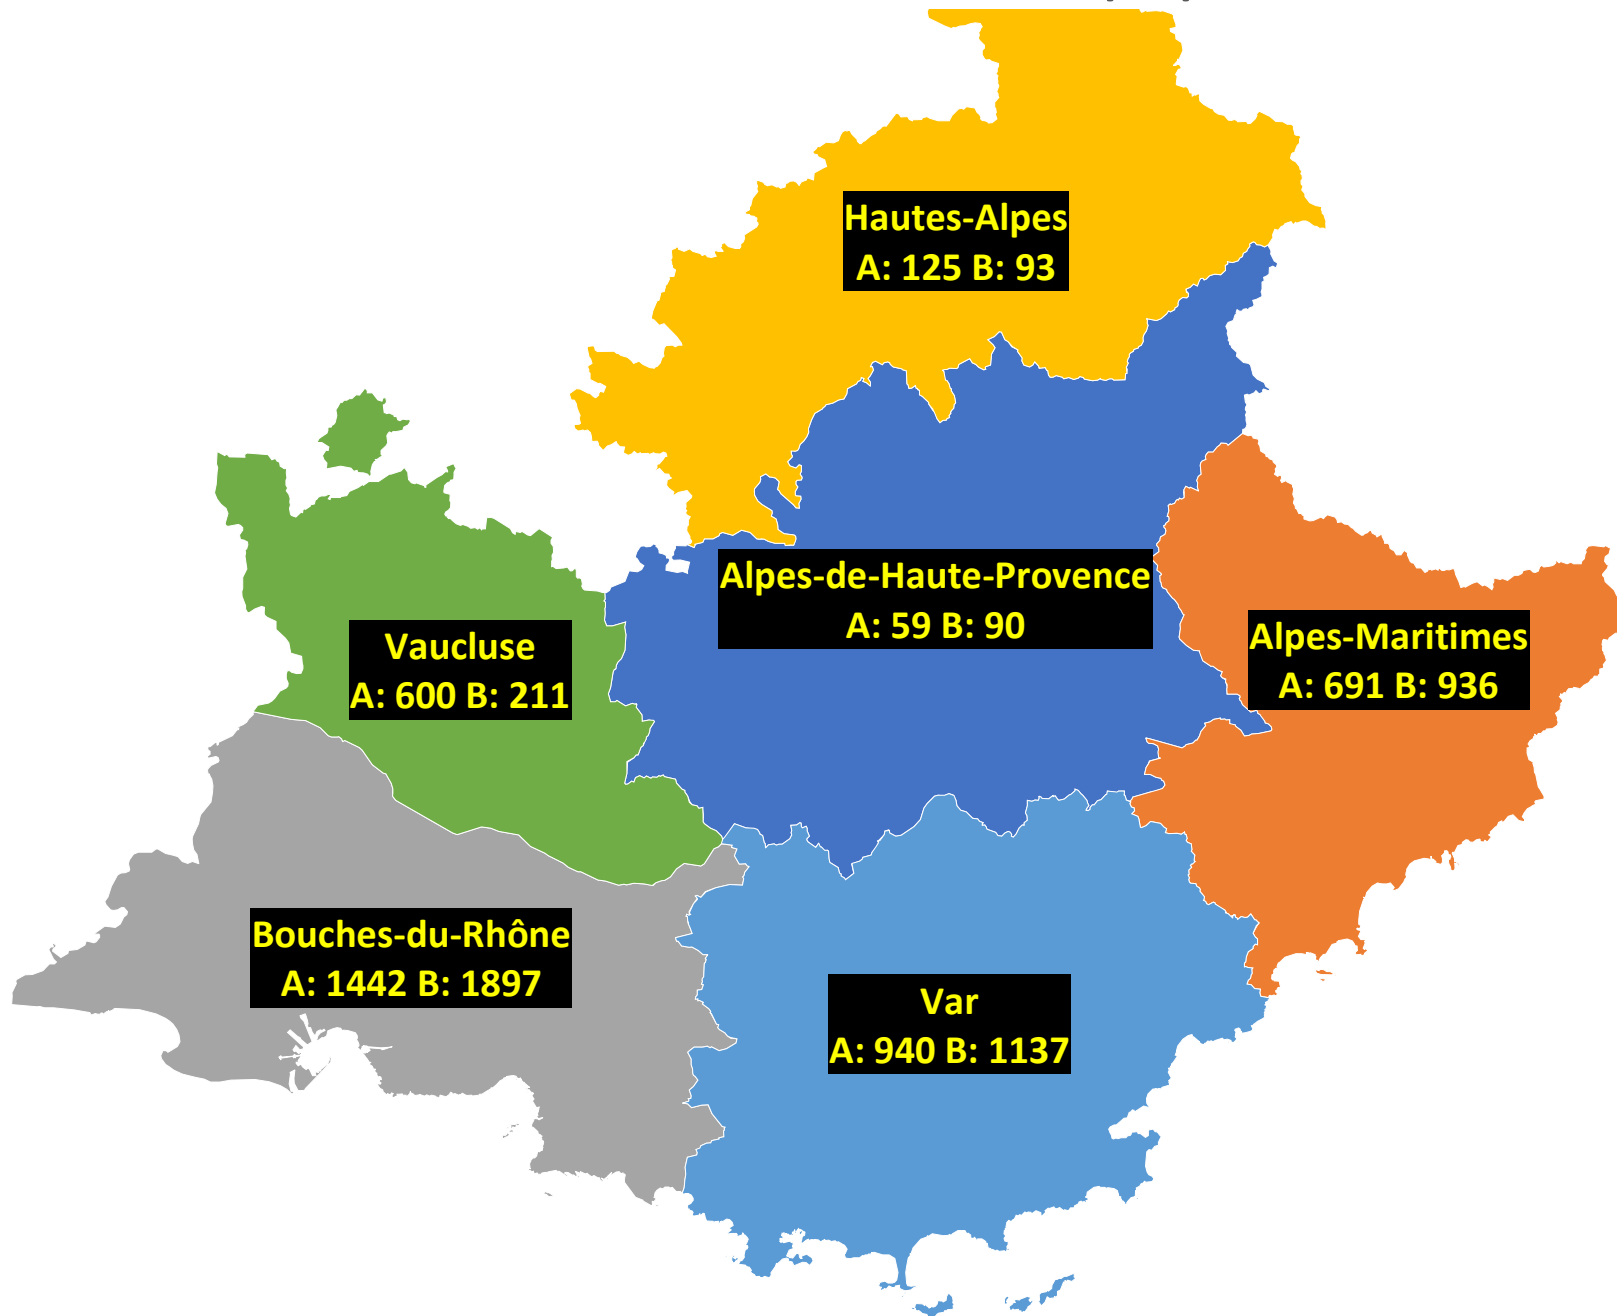 Hautes-Alpes
A: 125 B: 93
Alpes-de-Haute-Provence
A: 59 B: 90
Vaucluse
A: 600 B: 211
Alpes-Maritimes
A: 691 B: 936
Bouches-du-Rhône
A: 1442 B: 1897
Var
A: 940 B: 1137